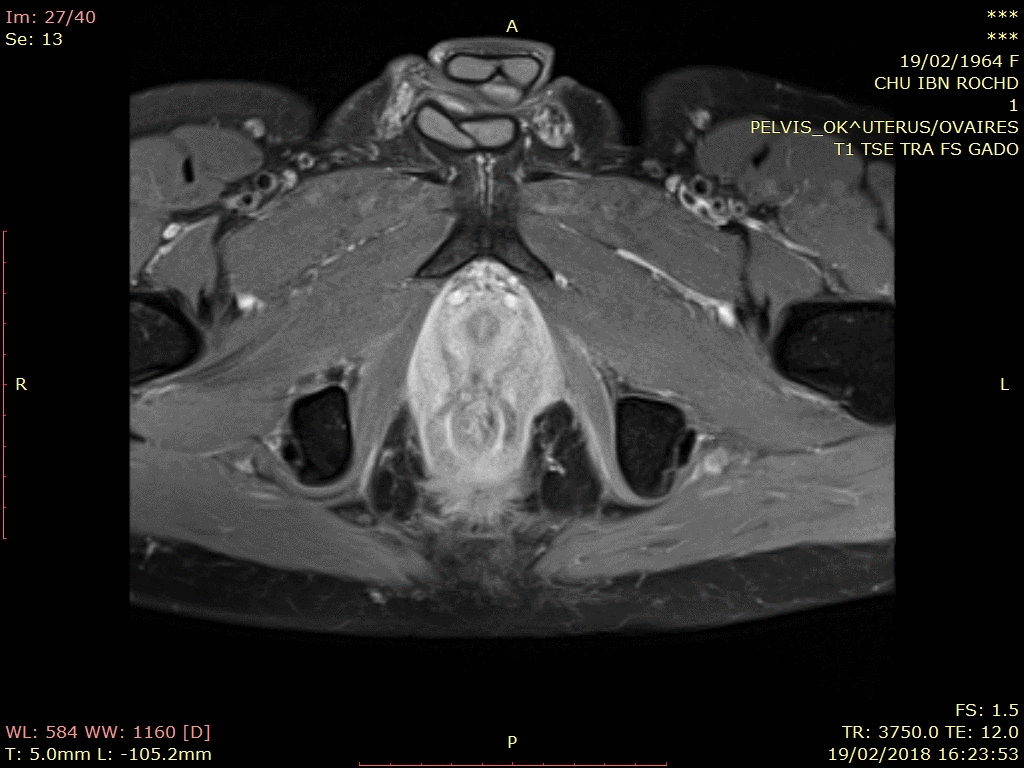 Im: 27/40
Se: 13
A
***
***
19/02/1964 F
CHU IBN ROCHD
1
PELVIS_OK^UTERUS/OVAIRES
T1 TSE TRA FS GADO
R
L
WL: 584 WW: 1160 [D]
T: 5.0mm L: -105.2mm
P
FS: 1.5
TR: 3750.0 TE: 12.0
19/02/2018 16:23:53